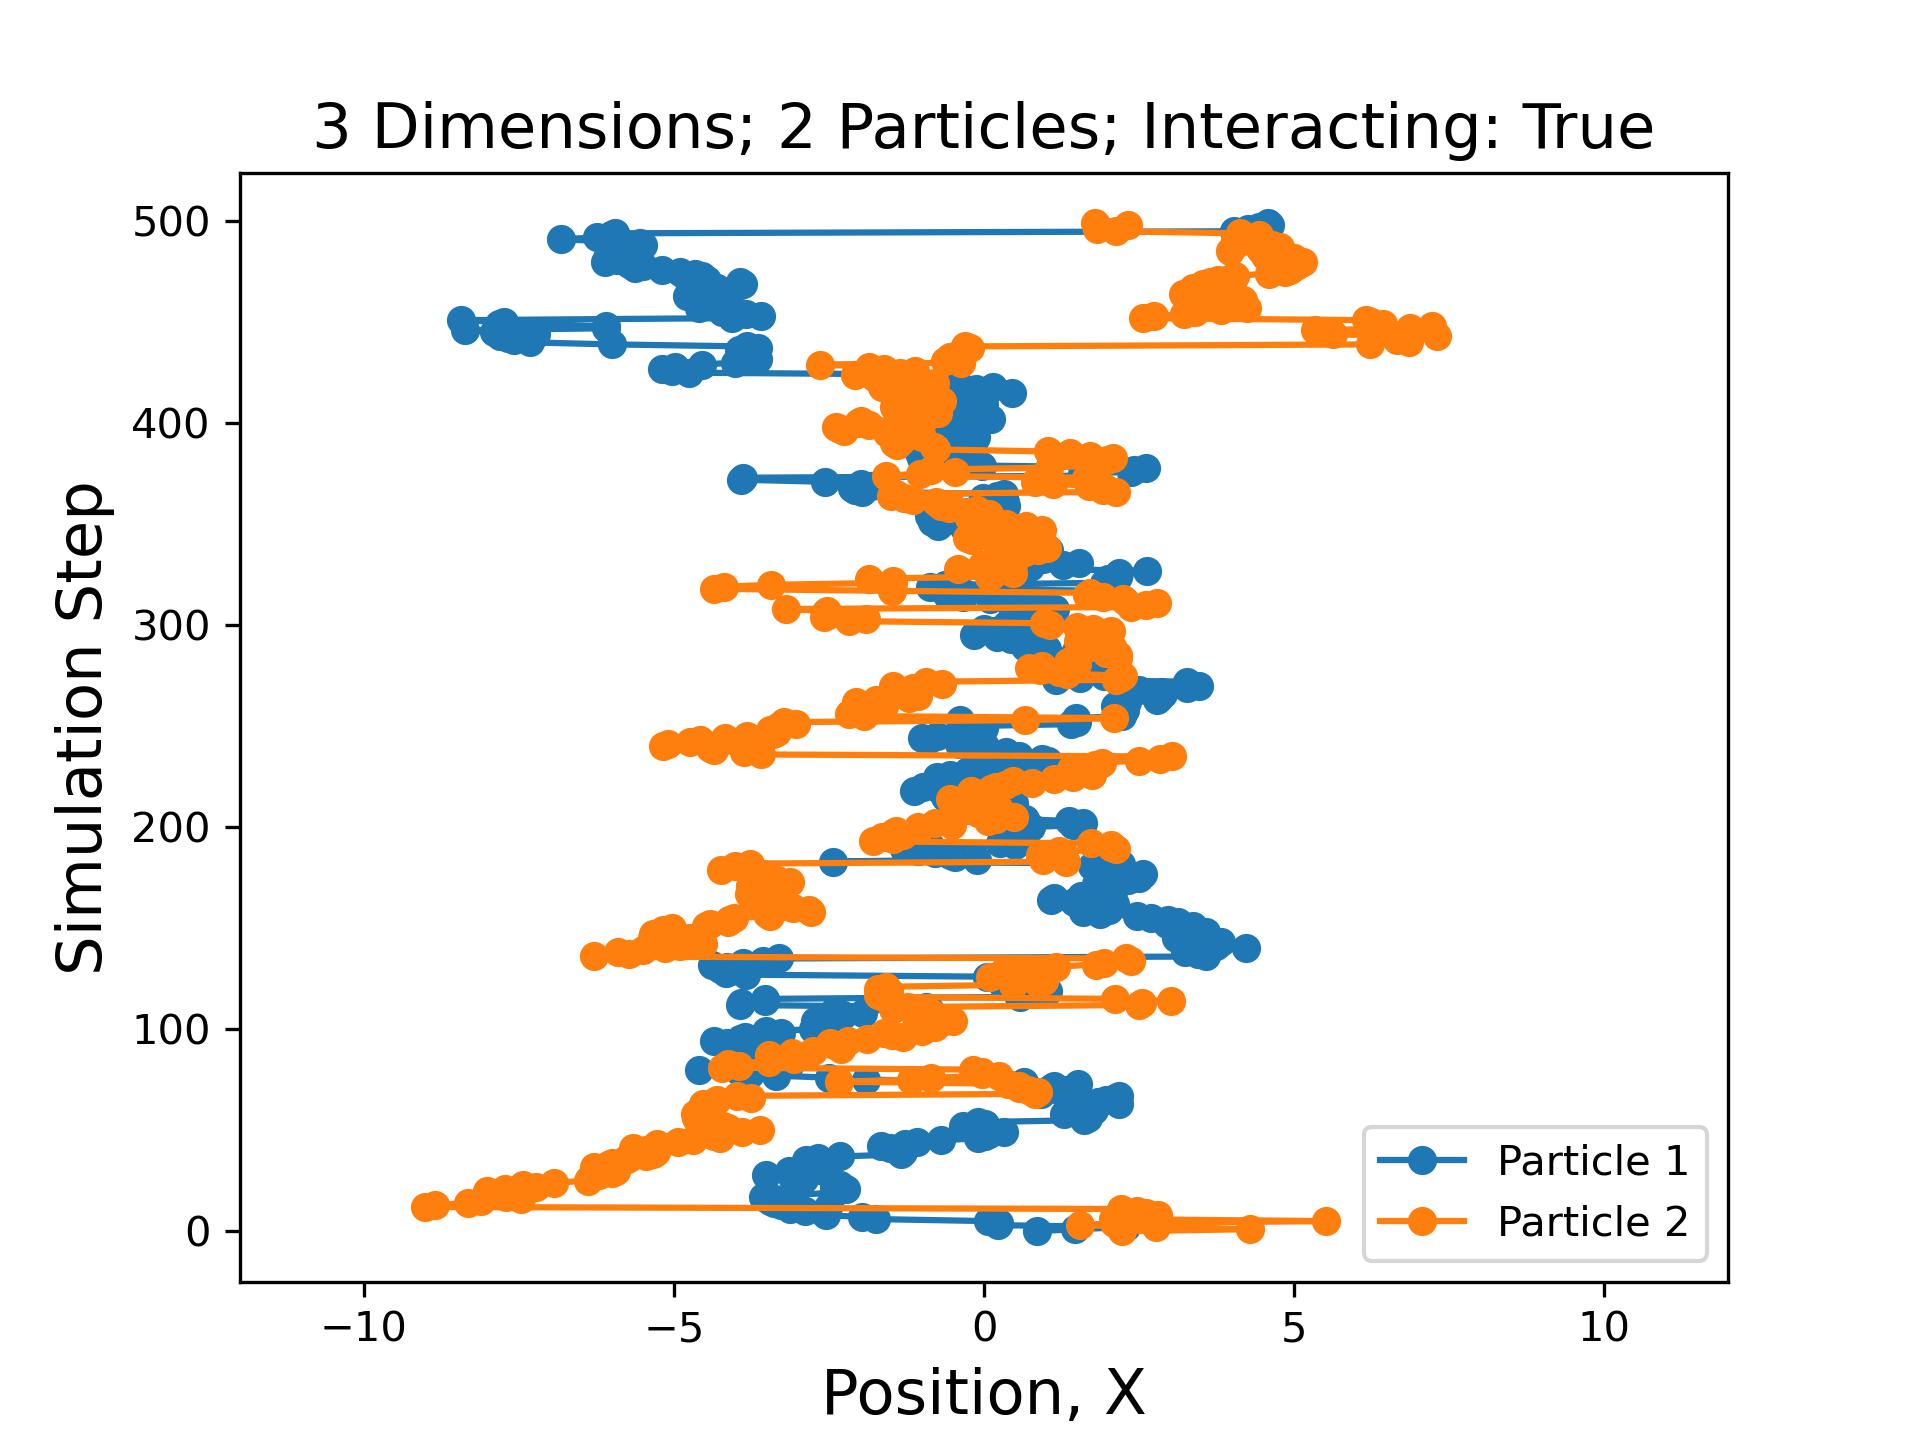 3 Dimensions; 2 Particles; Interacting: True
Simulation Step
500
400
300
200
100
0
−10
−5
0
5
10
Position, X
Particle 1
Particle 2